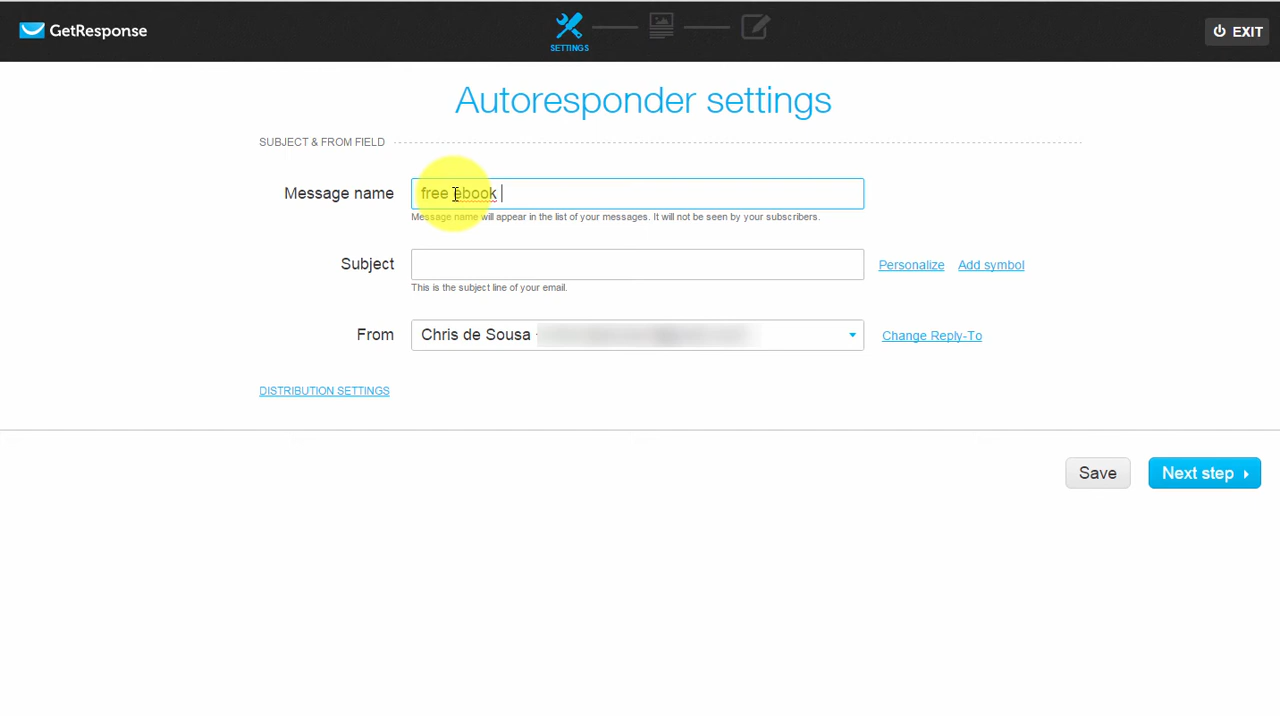 GetResponse
SETTINGS
EXIT
Autoresponder settings
SUBJECT & FROM FIELD
Message name
free ebook
Message name will appear in the list of your messages. It will not be seen by your subscribers.
Subject
Personalize
Add symbol
This is the subject line of your email.
From
Chris de Sousa
Change Reply-To
DISTRIBUTION SETTINGS
Save
Next step